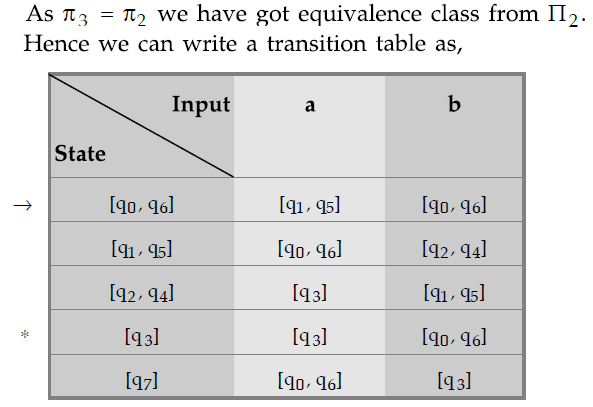 As π₃ = π₂ we have got equivalence class from Π₂.
Hence we can write a transition table as,
Input a b
State
→ [q₀, q₆] [q₁, q₅] [q₀, q₆]
[q₁, q₅] [q₀, q₆] [q₂, q₄]
[q₂, q₄] [q₃] [q₁, q₅]
* [q₃] [q₃] [q₀, q₆]
[q₇] [q₀, q₆] [q₃]